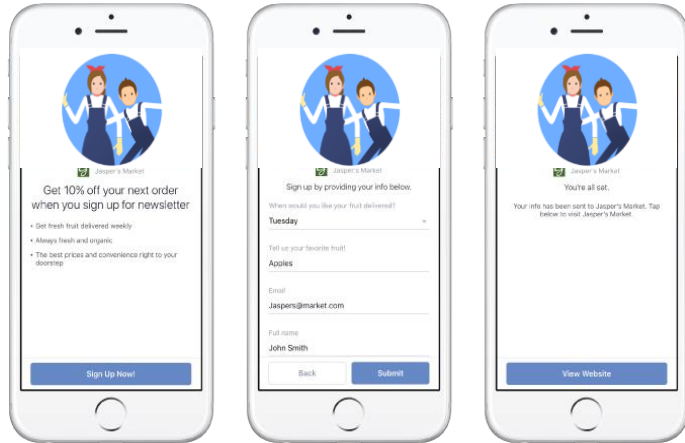 Jasper's Market
Get 10% off your next order
when you sign up for newsletter
• Get fresh fruit delivered weekly
• Always fresh and organic
• The best prices and convenience right to your
doorstep
Sign Up Now!
Jasper's Market
Sign up by providing your info below.
When would you like your fruit delivered?
Tuesday
Tell us your favorite fruit!
Apples
Email
Jaspers@market.com
Full name
John Smith
Back
Submit
Jasper's Market
You're all set.
Your info has been sent to Jasper's Market. Tap
below to visit Jasper's Market.
View Website